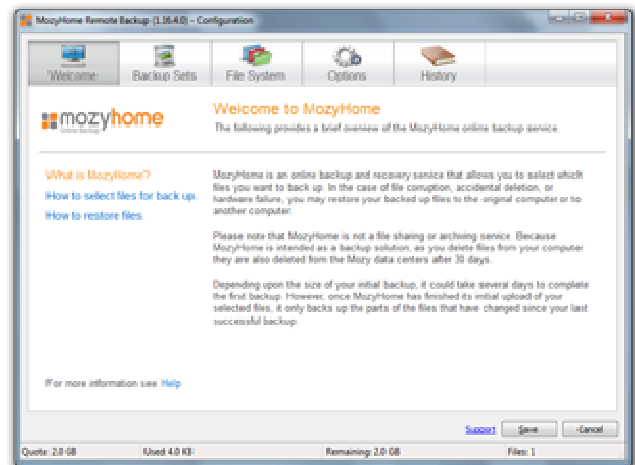 MozyHome Remote Backup (1.16.4.0) – Configuration
Welcome
Backup Sets
File System
Options
History
mozyhome
Online Backup
Welcome to MozyHome
The following provides a brief overview of the MozyHome online backup service.
What is MozyHome?
How to select files for back up
How to restore files
MozyHome is an online backup and recovery service that allows you to select which
files you want to back up. In the case of file corruption, accidental deletion, or
hardware failure, you may restore your backed up files to the original computer or to
another computer.
Please note that MozyHome is not a file sharing or archiving service. Because
MozyHome is intended as a backup solution, as you delete files from your computer
they are also deleted from the Mozy data centers after 30 days.
Depending upon the size of your initial backup, it could take several days to complete
the first backup. However, once MozyHome has finished its initial upload of your
selected files, it only backs up the parts of the files that have changed since your last
successful backup.
For more information see Help
Support
Save
Cancel
Quota: 2.0 GB
Used 4.0 KB
Remaining: 2.0 GB
Files: 1